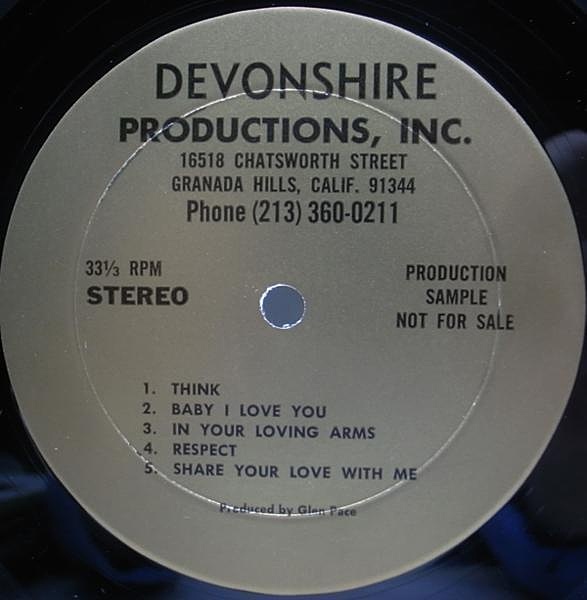 DEVONSHIRE
PRODUCTIONS, INC.
16518 CHATSWORTH STREET
GRANADA HILLS, CALIF. 91344
Phone (213) 360-0211
33⅓ RPM
STEREO
PRODUCTION
SAMPLE
NOT FOR SALE
1. THINK
2. BABY I LOVE YOU
3. IN YOUR LOVING ARMS
4. RESPECT
5. SHARE YOUR LOVE WITH ME
Produced by Glen Pace